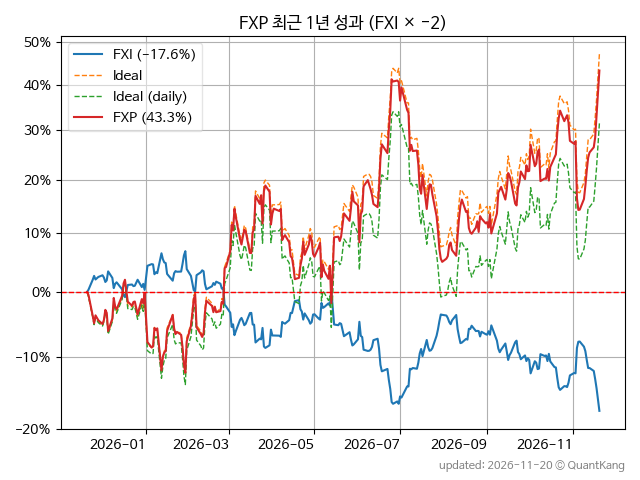 FXP 최근 1년 성과 (FXI × −2)
FXI (−17.6%)
Ideal
Ideal (daily)
FXP (43.3%)
50%
40%
30%
20%
10%
0%
−10%
−20%
2026-01
2026-03
2026-05
2026-07
2026-09
2026-11
updated: 2026-11-20 © QuantKang